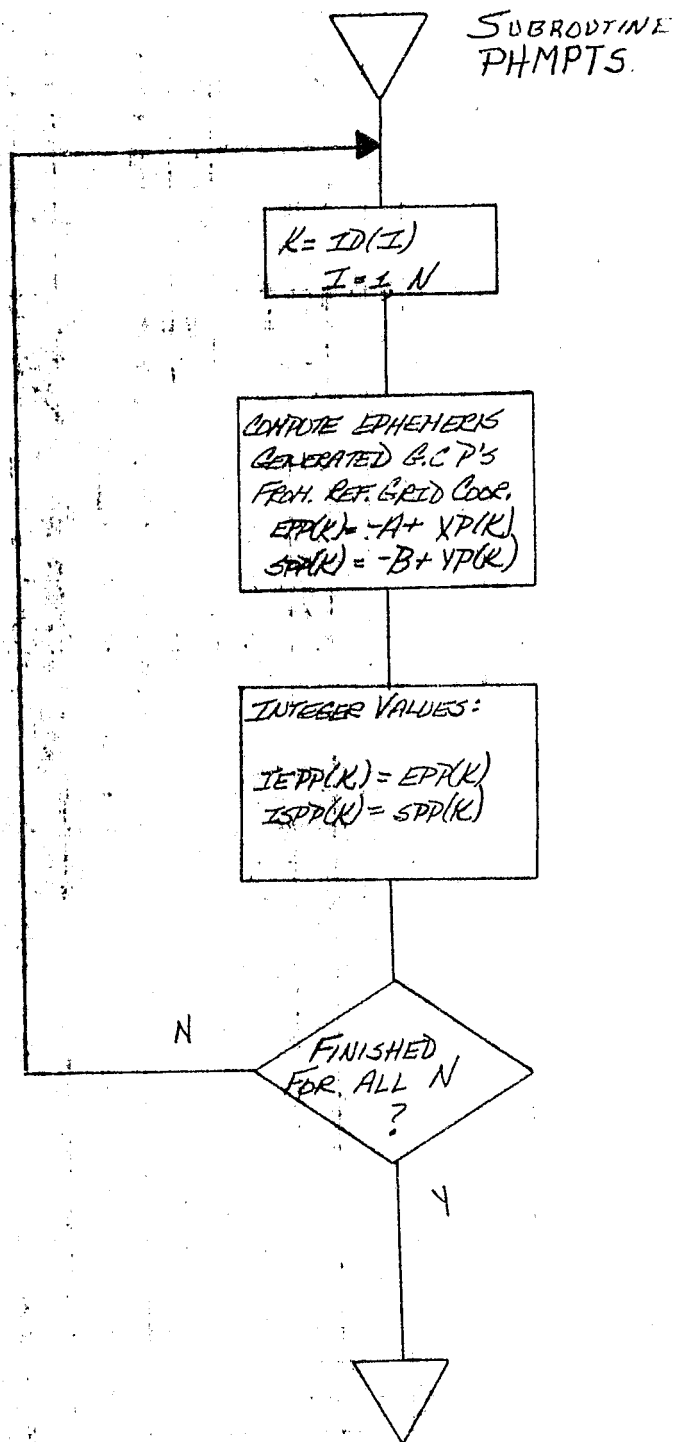 SUBROUTINE
PHMPTS.
K = ID(I)
I = 1 N
COMPUTE EPHEMERIS
GENERATED G.C P'S
FROM. REF. GRID COOR.
EPP(K) = -A + XP(K)
SPP(K) = -B + YP(K)
INTEGER VALUES:
IEPP(K) = EPP(K)
ISPP(K) = SPP(K)
N
FINISHED
FOR. ALL N
?
Y